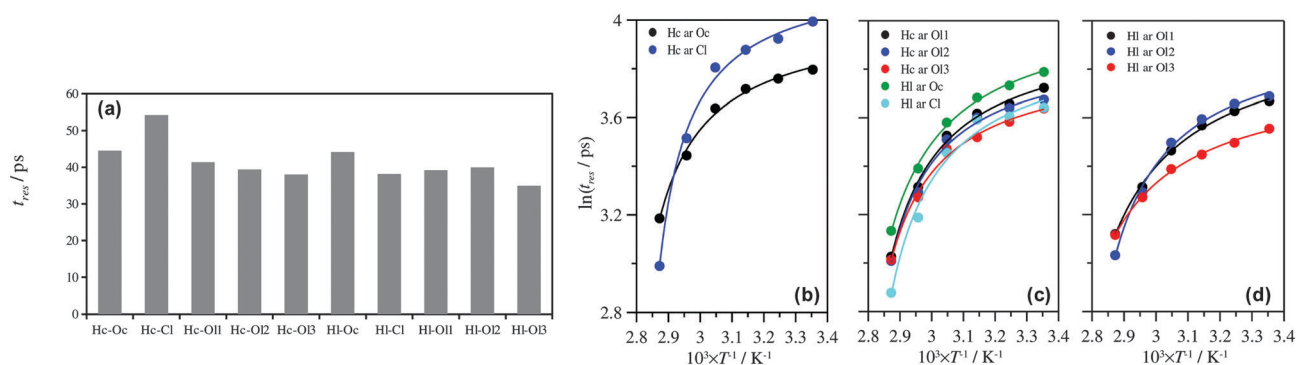 (a)
t_res / ps
60
50
40
30
20
10
0
Hc-Oc Hc-Cl Hc-Ol1 Hc-Ol2 Hc-Ol3 Hl-Oc Hl-Cl Hl-Ol1 Hl-Ol2 Hl-Ol3
ln(t_res / ps)
4
3.6
3.2
2.8
Hc ar Oc
Hc ar Cl
(b)
2.8 2.9 3 3.1 3.2 3.3 3.4
10³×T⁻¹ / K⁻¹
Hc ar Ol1
Hc ar Ol2
Hc ar Ol3
Hl ar Oc
Hl ar Cl
(c)
2.8 2.9 3 3.1 3.2 3.3 3.4
10³×T⁻¹ / K⁻¹
Hl ar Ol1
Hl ar Ol2
Hl ar Ol3
(d)
2.8 2.9 3 3.1 3.2 3.3 3.4
10³×T⁻¹ / K⁻¹